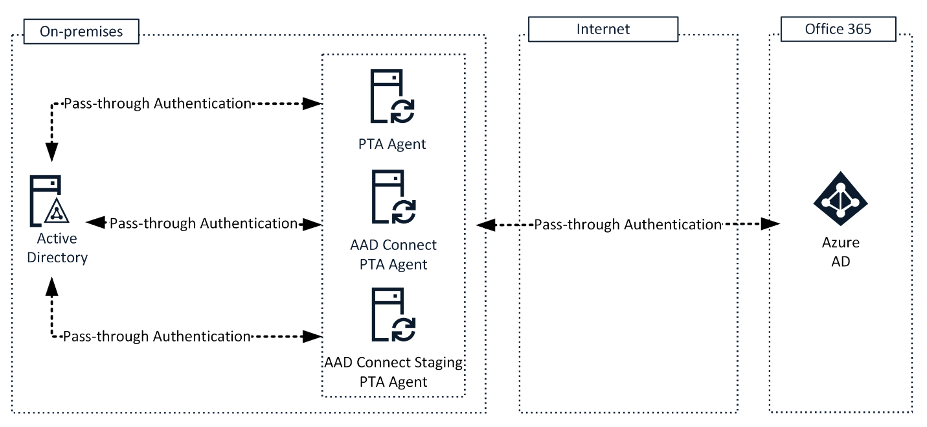 On-premises
Internet
Office 365
Pass-through Authentication
PTA Agent
Active
Directory
Pass-through Authentication
AAD Connect
PTA Agent
Pass-through Authentication
Azure
AD
Pass-through Authentication
AAD Connect Staging
PTA Agent